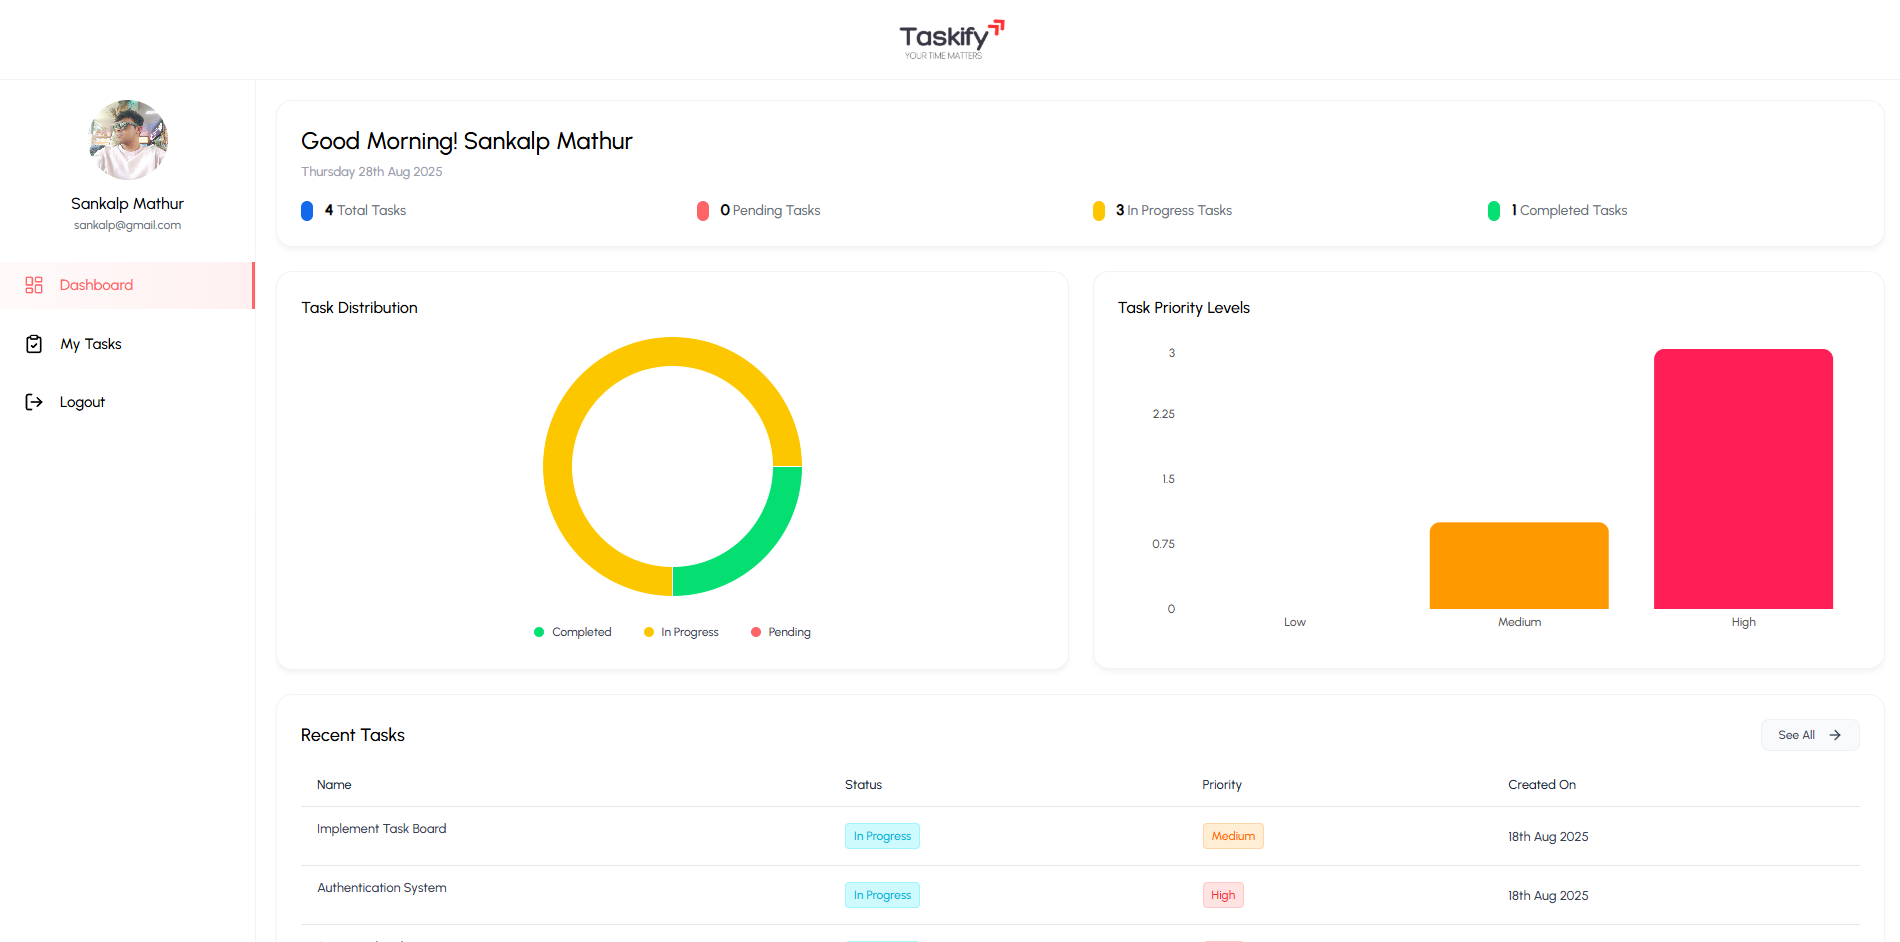 Taskify
YOUR TIME MATTERS
Sankalp Mathur
sankalp@gmail.com
Dashboard
My Tasks
Logout
Good Morning! Sankalp Mathur
Thursday 28th Aug 2025
4 Total Tasks
0 Pending Tasks
3 In Progress Tasks
1 Completed Tasks
Task Distribution
Completed
In Progress
Pending
Task Priority Levels
3
2.25
1.5
0.75
0
Low
Medium
High
Recent Tasks
See All
Name Status Priority Created On
Implement Task Board In Progress Medium 18th Aug 2025
Authentication System In Progress High 18th Aug 2025